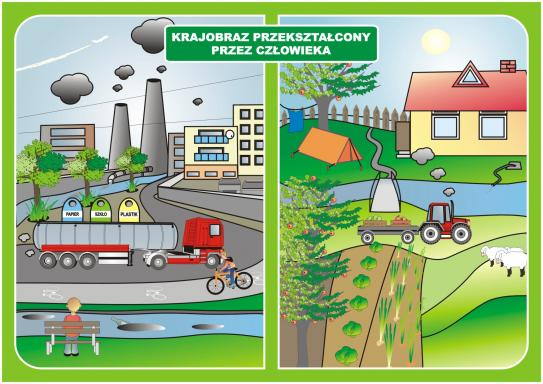 KRAJOBRAZ PRZEKSZTAŁCONY
PRZEZ CZŁOWIEKA
PAPIER SZKŁO PLASTIK